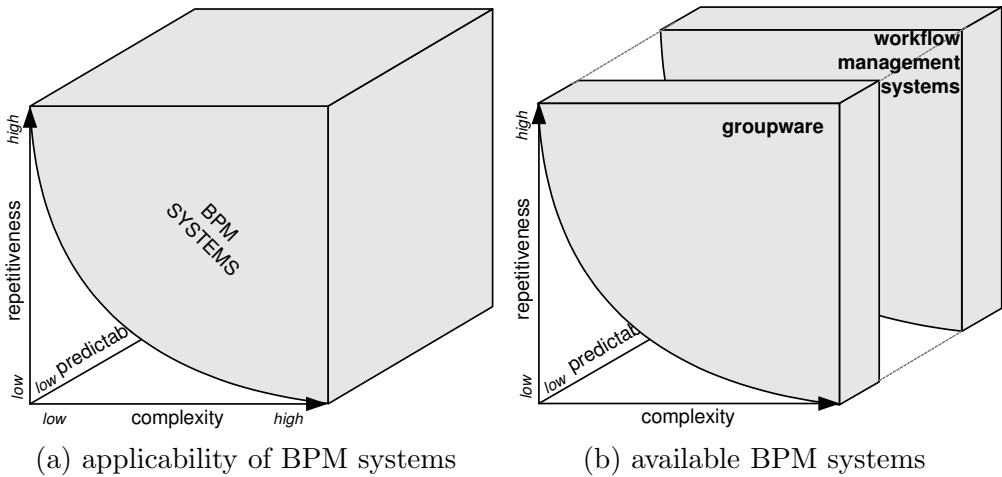 high
repetitiveness
low
low predictab
low
complexity
high
BPM
SYSTEMS
(a) applicability of BPM systems
workflow
management
systems
groupware
high
repetitiveness
low
low predictab
complexity
(b) available BPM systems